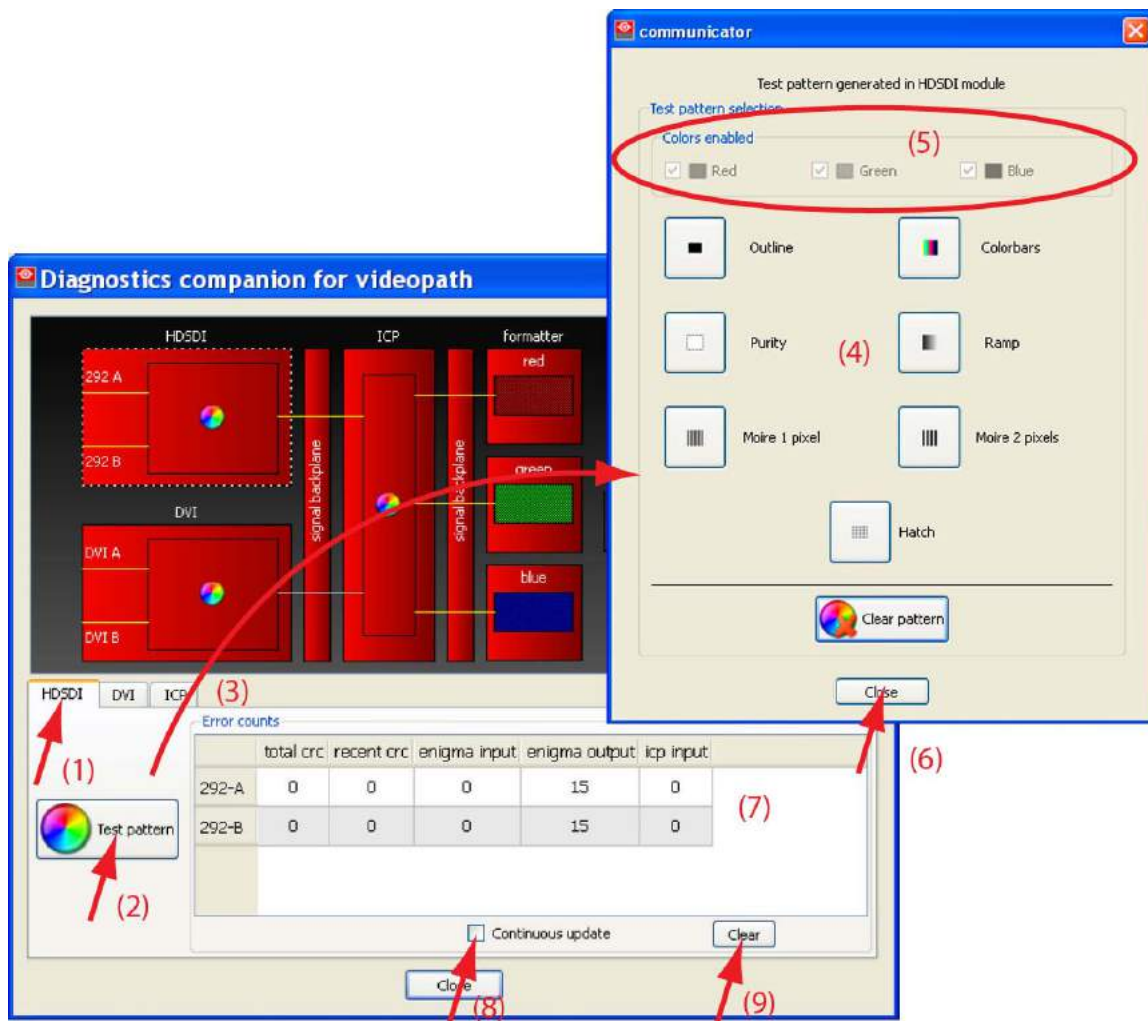 communicator
Test pattern generated in HDSDI module
Test pattern selection
Colors enabled
(5)
Red
Green
Blue
Outline
Colorbars
Purity
(4)
Ramp
Moire 1 pixel
Moire 2 pixels
Hatch
Clear pattern
Close
(6)
Diagnostics companion for videopath
HDSDI
ICP
formatter
292 A
292 B
red
signal backplane
signal backplane
green
DVI
DVI A
DVI B
blue
HDSDI
DVI
ICP
(3)
(1)
Test pattern
(2)
Error counts
total crc recent crc enigma input enigma output icp input
292-A 0 0 0 15 0
292-B 0 0 0 15 0
(7)
Continuous update
Clear
Close
(8)
(9)